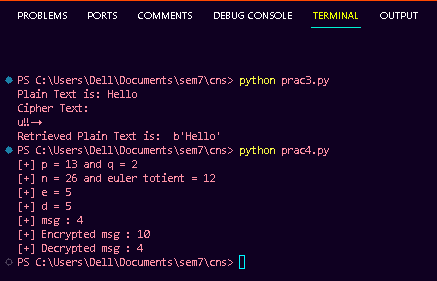 PROBLEMS PORTS COMMENTS DEBUG CONSOLE TERMINAL OUTPUT
PS C:\Users\Dell\Documents\sem7\cns> python prac3.py
Plain Text is: Hello
Cipher Text:
u‼→
Retrieved Plain Text is:  b'Hello'
PS C:\Users\Dell\Documents\sem7\cns> python prac4.py
[+] p = 13 and q = 2
[+] n = 26 and euler totient = 12
[+] e = 5
[+] d = 5
[+] msg : 4
[+] Encrypted msg : 10
[+] Decrypted msg : 4
PS C:\Users\Dell\Documents\sem7\cns>